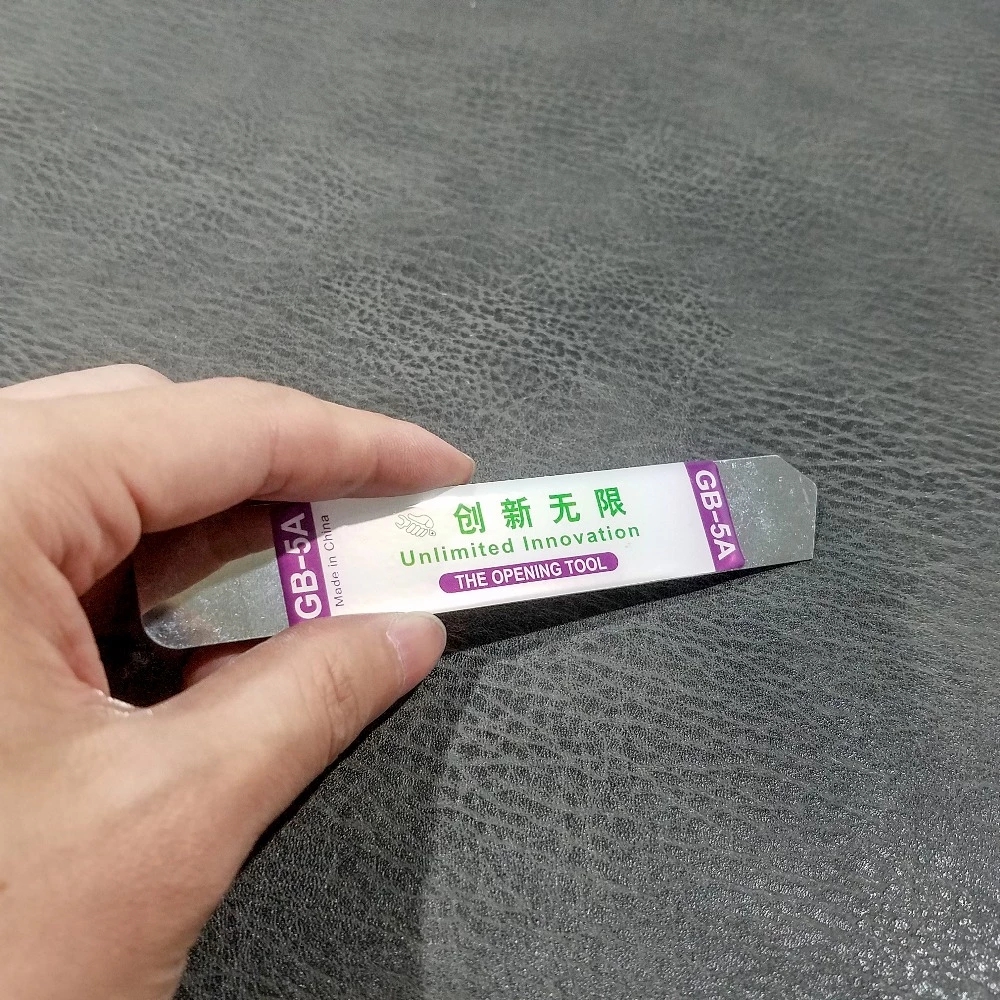 GB-5A
Made in China
创新无限
Unlimited Innovation
THE OPENING TOOL
GB-5A